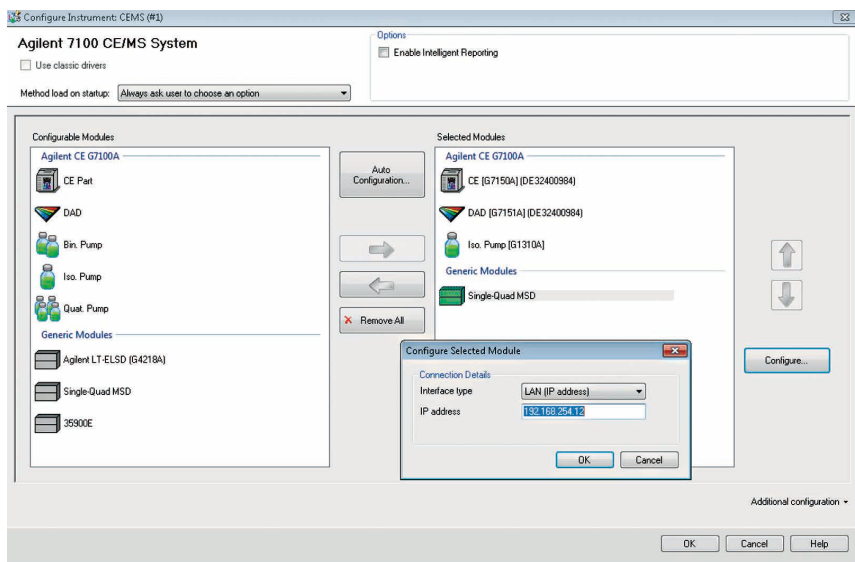 Configure Instrument: CEMS (#1)
Agilent 7100 CE/MS System
Use classic drivers
Method load on startup: Always ask user to choose an option
Options
Enable Intelligent Reporting
Configurable Modules
Agilent CE G7100A
CE Part
DAD
Bin. Pump
Iso. Pump
Quat. Pump
Generic Modules
Agilent LT-ELSD (G4218A)
Single-Quad MSD
35900E
Auto
Configuration...
Remove All
Selected Modules
Agilent CE G7100A
CE [G7150A] (DE32400984)
DAD [G7151A] (DE32400984)
Iso. Pump [G1310A]
Generic Modules
Single-Quad MSD
Configure...
Configure Selected Module
Connection Details
Interface type LAN (IP address)
IP address 192.168.254.12
OK Cancel
Additional configuration
OK Cancel Help